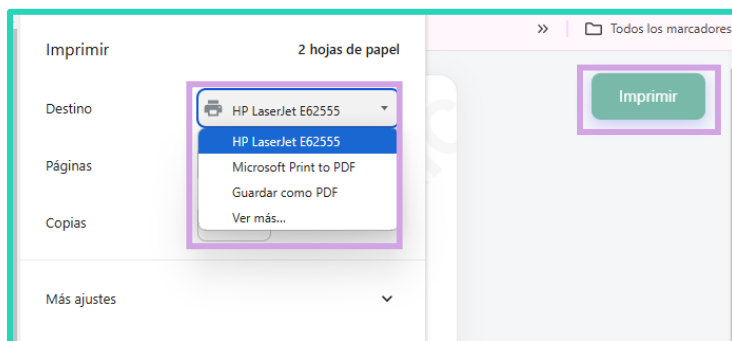 Imprimir
2 hojas de papel
Destino
HP LaserJet E62555
HP LaserJet E62555
Microsoft Print to PDF
Guardar como PDF
Ver más...
Páginas
Copias
Más ajustes
»
Todos los marcadores
Imprimir